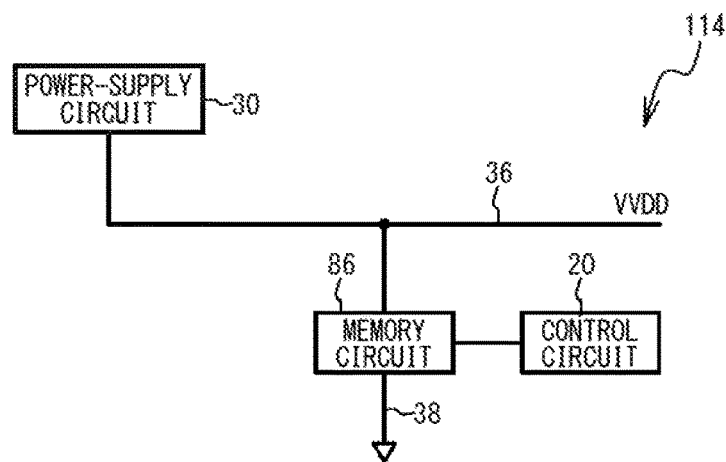 114
POWER-SUPPLY
CIRCUIT
30
36
VVDD
86
20
MEMORY
CIRCUIT
CONTROL
CIRCUIT
38